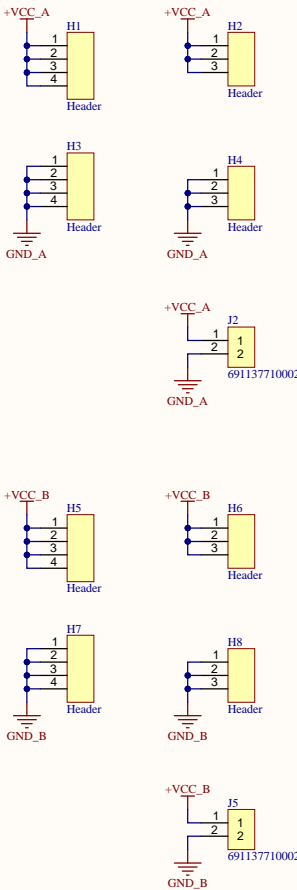 +VCC_A +VCC_A
H1 H2
1 1
2 2
3 3
4
Header Header
H3 H4
1
2 1
3 2
4 3
Header Header
GND_A GND_A
+VCC_A
J2
1 1
2 2
691137710002
GND_A
+VCC_B +VCC_B
H5 H6
1 1
2 2
3 3
4
Header Header
H7 H8
1
2 1
3 2
4 3
Header Header
GND_B GND_B
+VCC_B
J5
1 1
2 2
691137710002
GND_B